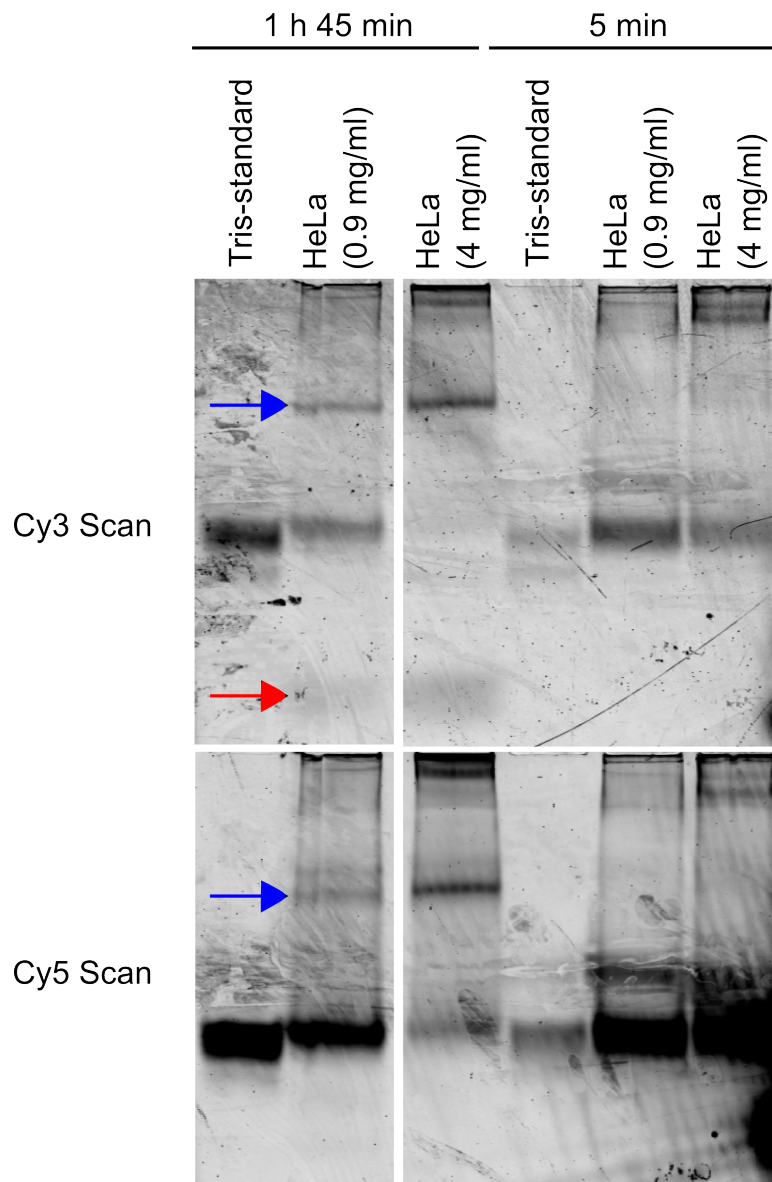 1 h 45 min
5 min
Tris-standard
HeLa
(0.9 mg/ml)
HeLa
(4 mg/ml)
Tris-standard
HeLa
(0.9 mg/ml)
HeLa
(4 mg/ml)
Cy3 Scan
Cy5 Scan